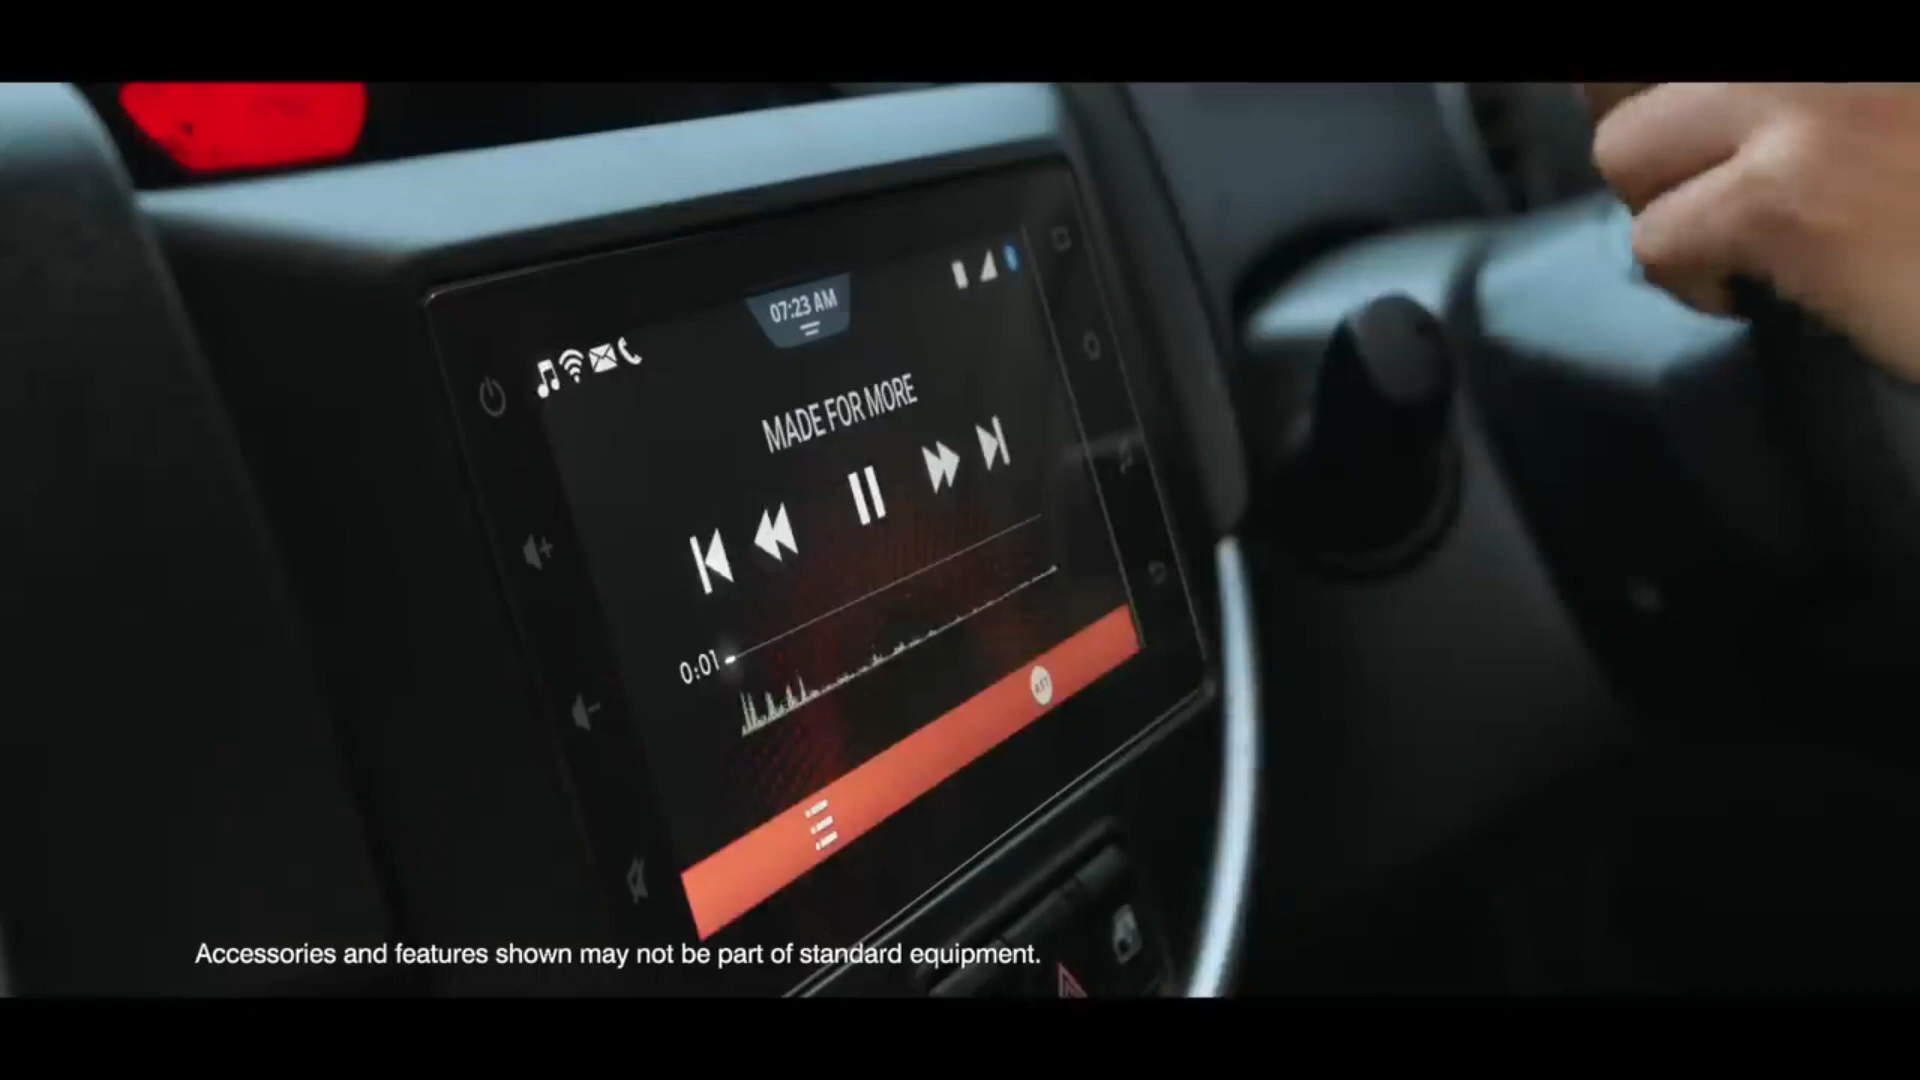 07:23 AM
MADE FOR MORE
0:01
Accessories and features shown may not be part of standard equipment.